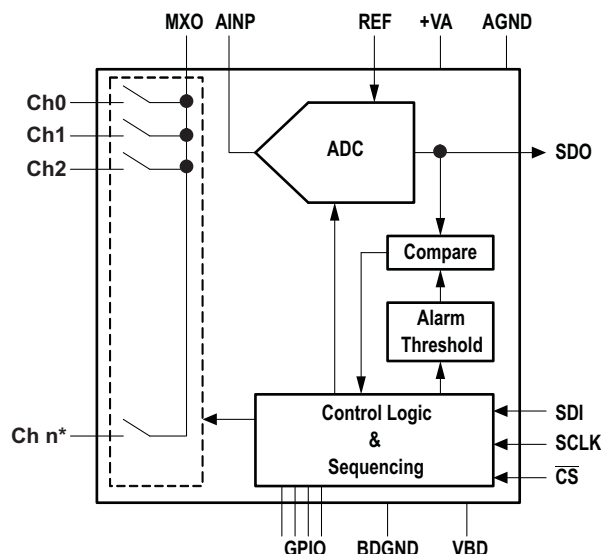 MXO AINP REF +VA AGND
Ch0
Ch1
Ch2
ADC
SDO
Compare
Alarm
Threshold
Ch n*
Control Logic
&
Sequencing
SDI
SCLK
CS
GPIO BDGND VBD